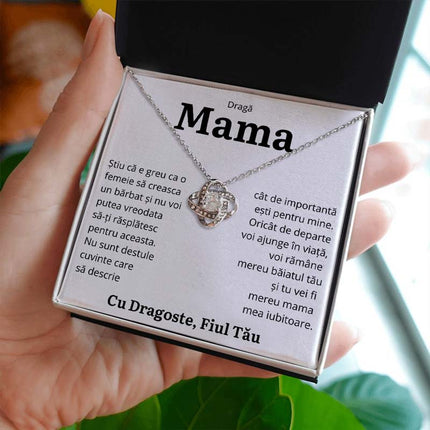 Dragă
Mama
Știu că e greu ca o
femeie să creasca
un bărbat și nu voi
putea vreodata
să-ți răsplătesc
pentru aceasta.
Nu sunt destule
cuvinte care
să descrie
cât de importantă
ești pentru mine.
Oricât de departe
voi ajunge în viață,
voi rămâne
mereu băiatul tău
și tu vei fi
mereu mama
mea iubitoare.
Cu Dragoste, Fiul Tău